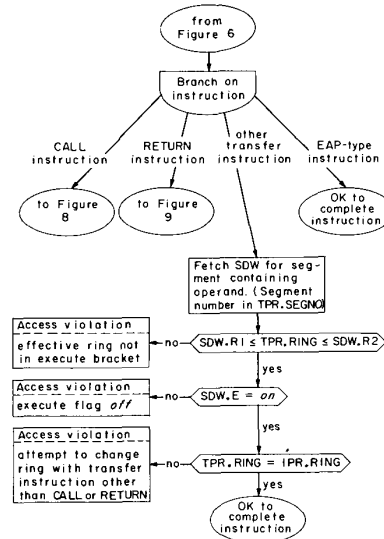 from
Figure 6
Branch on
instruction
CALL
instruction
RETURN
instruction
other
transfer
instruction
EAP-type
instruction
to Figure
8
to Figure
9
OK to
complete
instruction
Fetch SDW for seg-
ment containing
operand. (Segment
number in TPR.SEGNO)
Access violation
effective ring not
in execute bracket
no
SDW.R1 ≤ TPR.RING ≤ SDW.R2
yes
Access violation
execute flag off
no
SDW.E = on
yes
Access violation
attempt to change
ring with transfer
instruction other
than CALL or RETURN
no
TPR.RING = IPR.RING
yes
OK to
complete
instruction